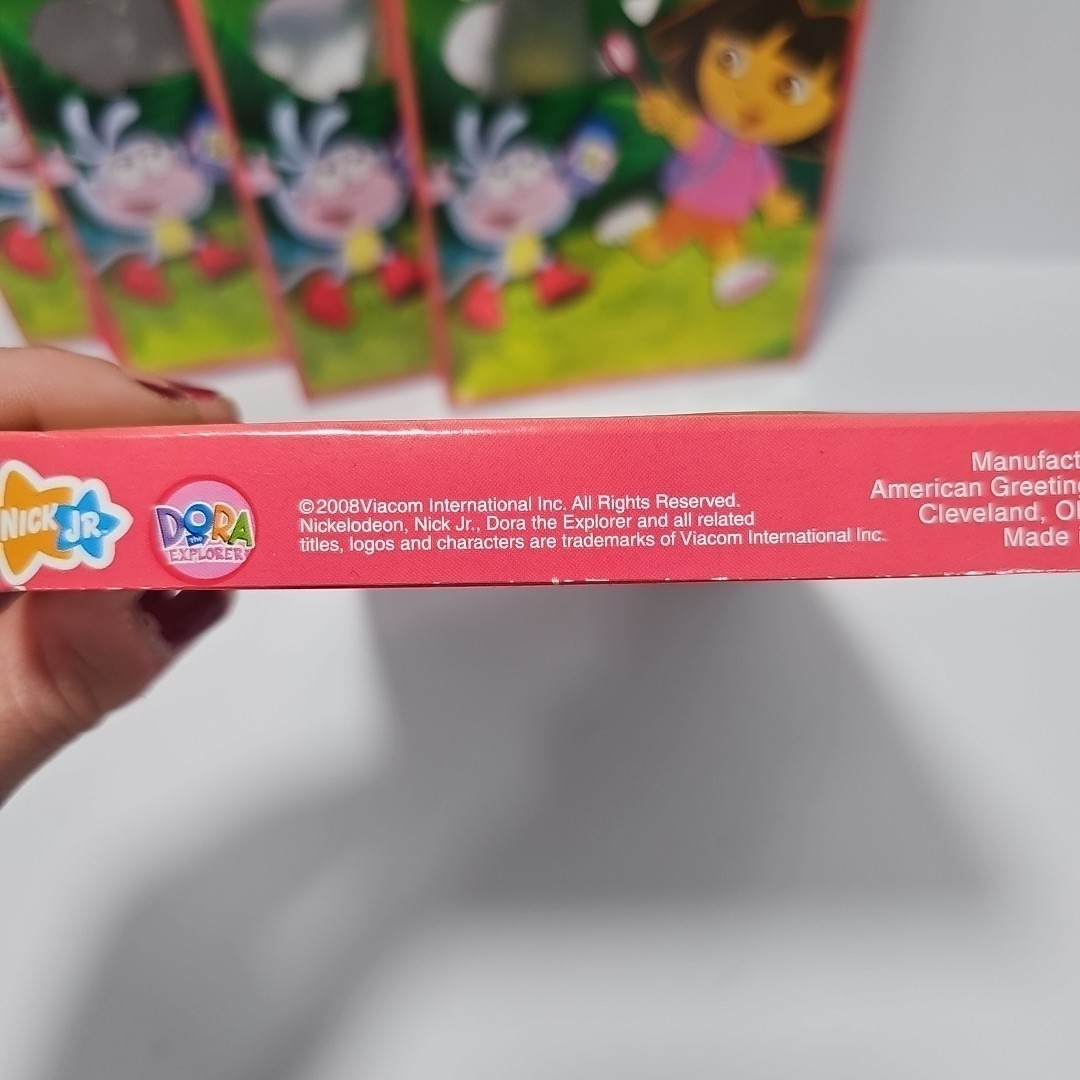 NICK JR.
DORA
the
EXPLORER
©2008Viacom International Inc. All Rights Reserved.
Nickelodeon, Nick Jr., Dora the Explorer and all related
titles, logos and characters are trademarks of Viacom International Inc.
Manufact
American Greetin
Cleveland, O
Made